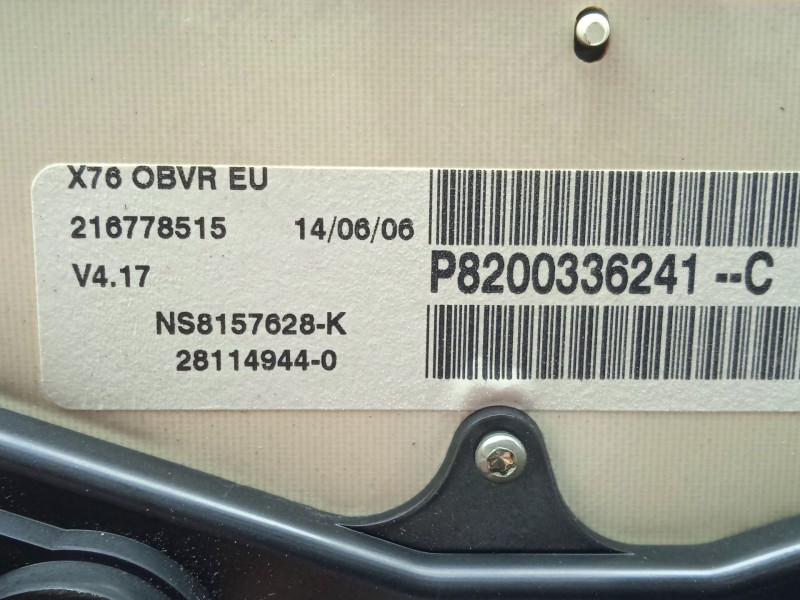 X76 OBVR EU
216778515 14/06/06
V4.17
P8200336241--C
NS8157628-K
28114944-0